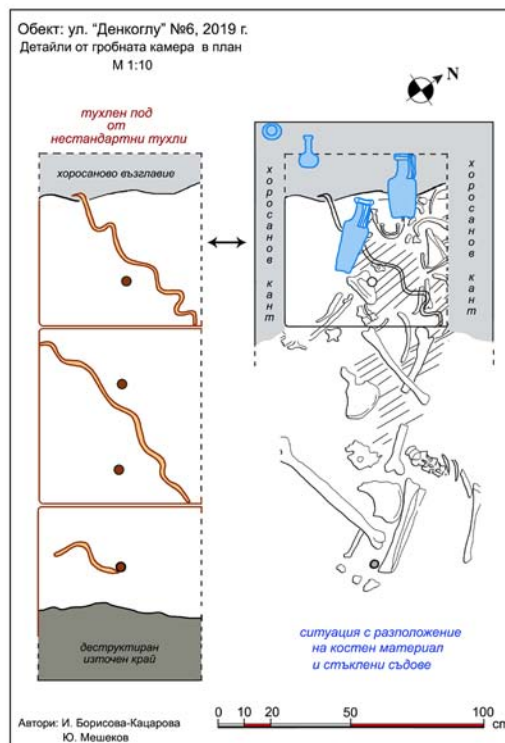 Обект: ул. "Денкоглу" №6, 2019 г.
Детайли от гробната камера в план
М 1:10
N
тухлен под
от
нестандартни тухли
хоросаново възглавие
хоросанов кант
хоросанов кант
деструктиран
източен край
ситуация с разположение
на костен материал
и стъклени съдове
Автори: И. Борисова-Кацарова
Ю. Мешеков
0 10 20 50 100